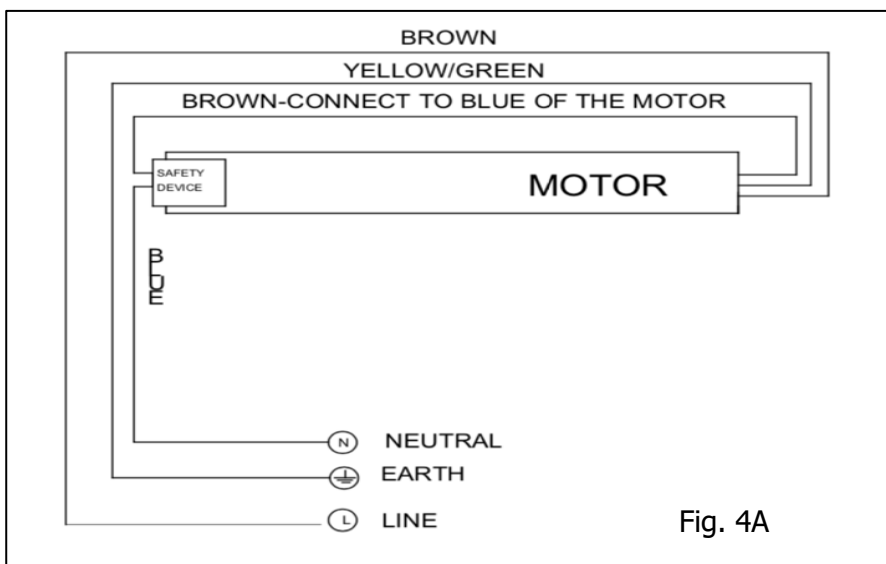 BROWN
YELLOW/GREEN
BROWN-CONNECT TO BLUE OF THE MOTOR
SAFETY
DEVICE
MOTOR
BLUE
N NEUTRAL
EARTH
L LINE
Fig. 4A